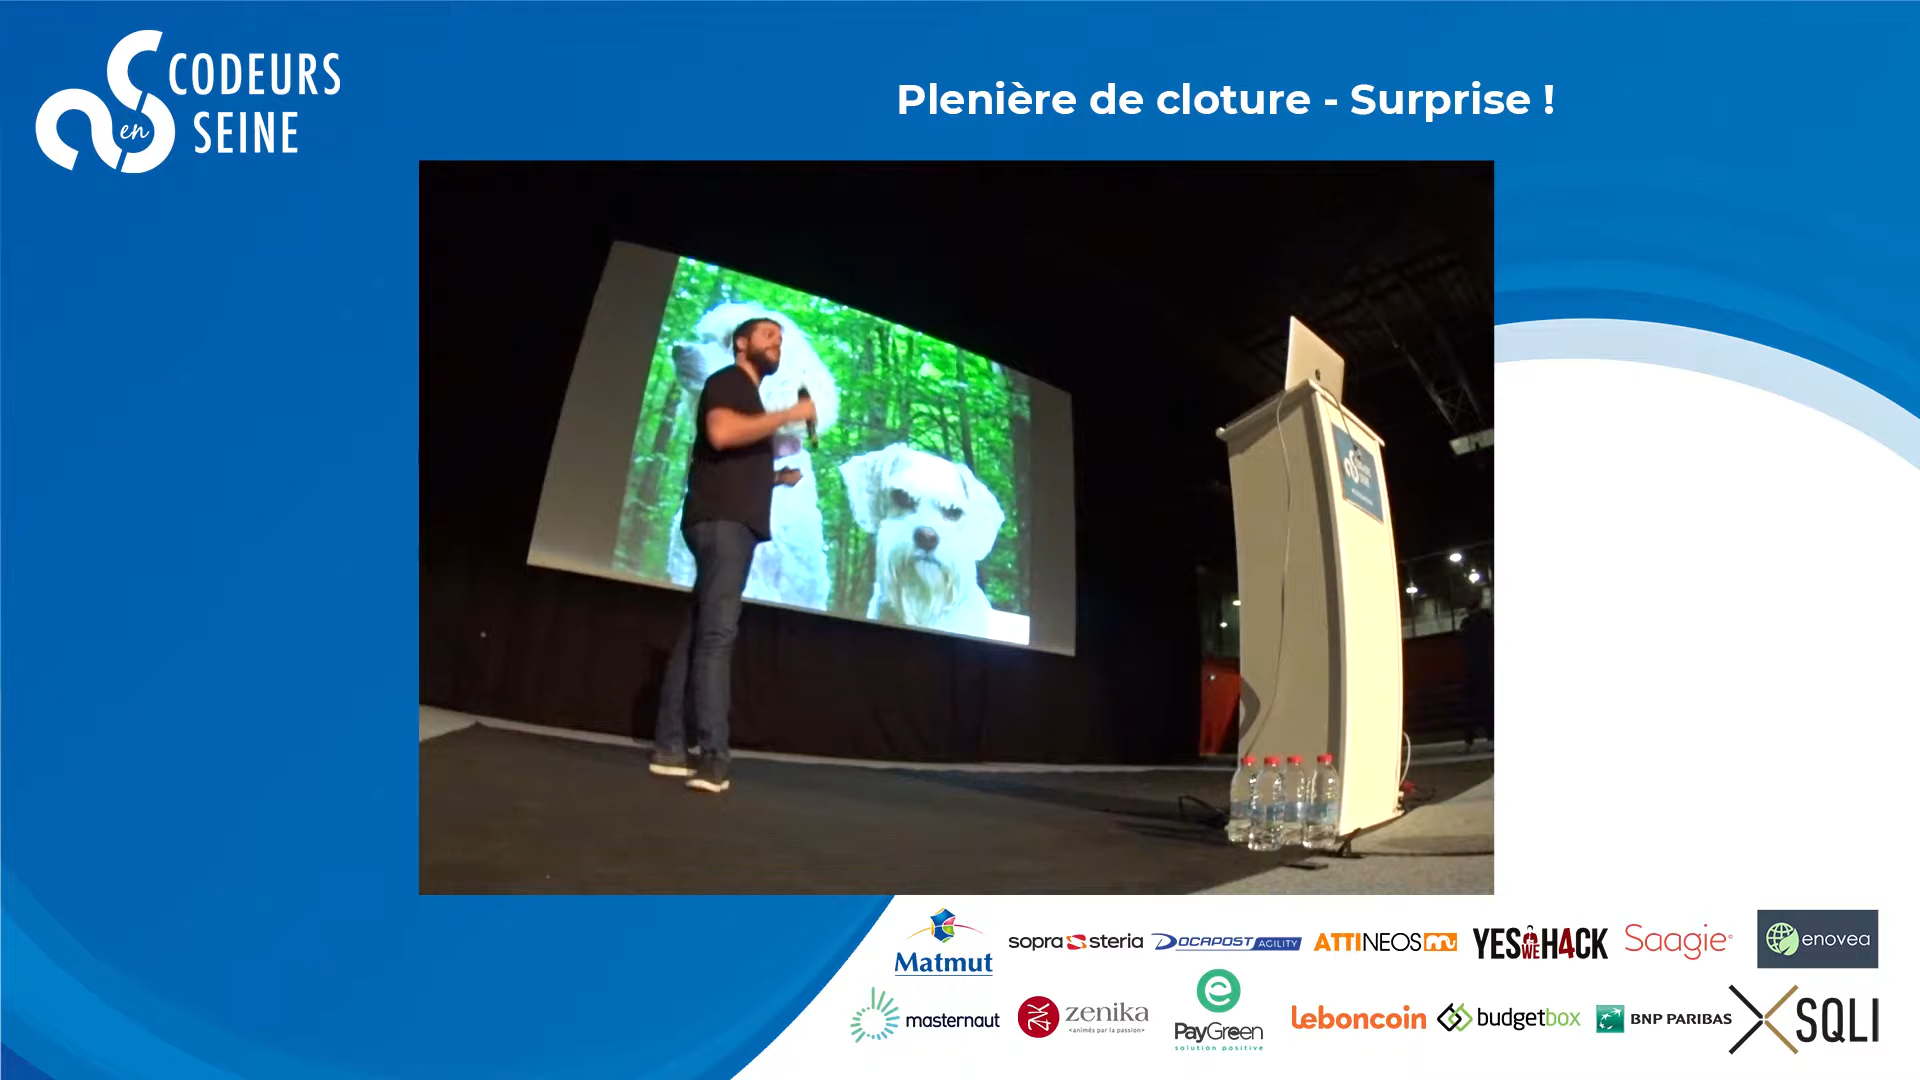 CODEURS
en
SEINE
Plenière de cloture - Surprise !
Matmut
sopra steria
DOCAPOST AGILITY
ATTINEOS
YES WE H4CK
Saagie
enovea
masternaut
zenika
<animés par la passion>
PayGreen
solution positive
leboncoin
budgetbox
BNP PARIBAS
SQLI